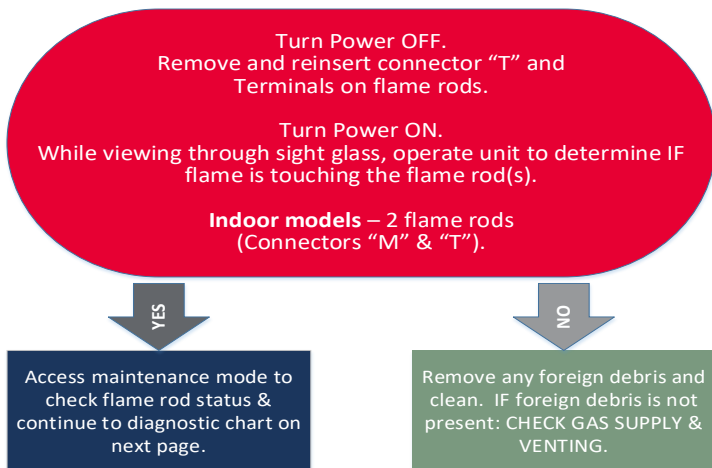 Turn Power OFF.
Remove and reinsert connector “T” and
Terminals on flame rods.
Turn Power ON.
While viewing through sight glass, operate unit to determine IF
flame is touching the flame rod(s).
Indoor models – 2 flame rods
(Connectors “M” & “T”).
YES
NO
Access maintenance mode to
check flame rod status &
continue to diagnostic chart on
next page.
Remove any foreign debris and
clean.  IF foreign debris is not
present: CHECK GAS SUPPLY &
VENTING.